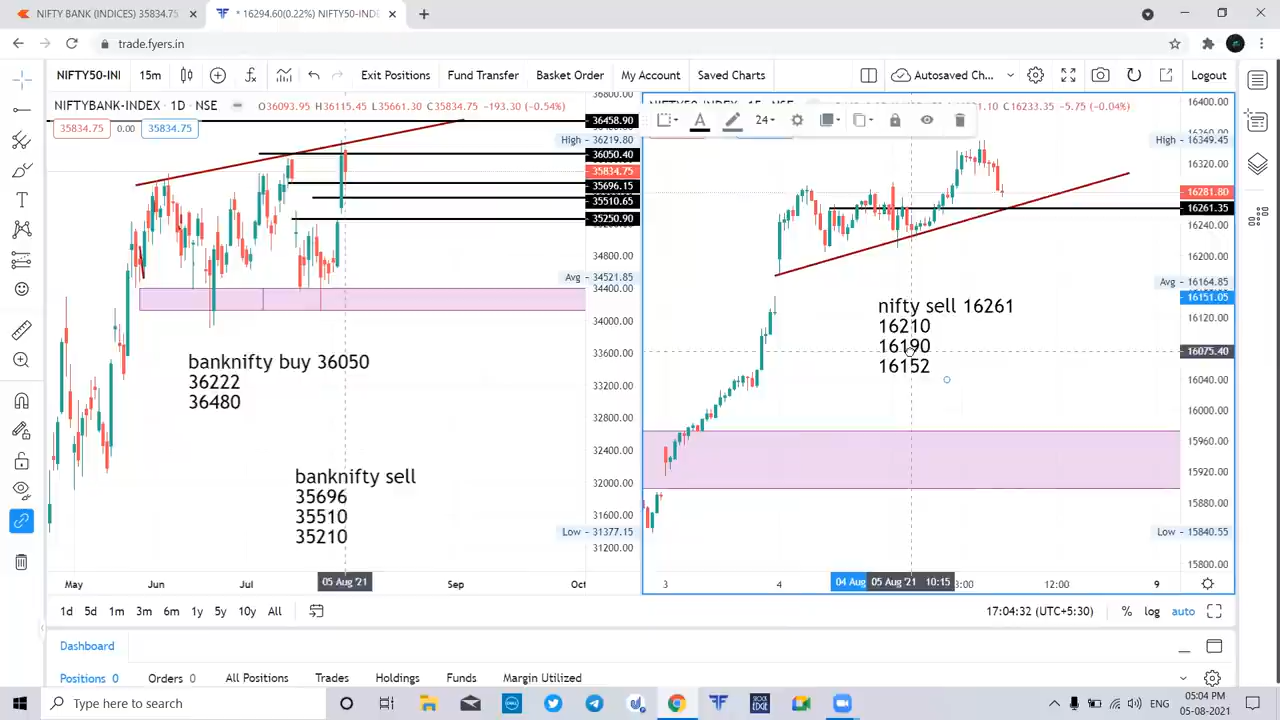 NIFTY BANK (INDICES) 35834.75
* 16294.60(0.22%) NIFTY50-INDE
trade.fyers.in
NIFTY50-INI
15m
Exit Positions
Fund Transfer
Basket Order
My Account
Saved Charts
Autosaved Ch...
Logout
NIFTYBANK-INDEX • 1D • NSE
O36093.95 H36115.45 L35661.30 C35834.75 -193.30 (-0.54%)
35834.75
0.00
35834.75
24
C16233.35 -5.75 (-0.04%)
36800.00
36458.90
High - 36219.80
36050.40
35834.75
35696.15
35510.65
35250.90
34800.00
Avg - 34521.85
34400.00
34000.00
33600.00
33200.00
32800.00
32400.00
32000.00
31600.00
Low - 31377.15
31200.00
banknifty buy 36050
36222
36480
banknifty sell
35696
35510
35210
May
Jun
Jul
05 Aug '21
Sep
Oct
16400.00
High - 16349.45
16320.00
16281.80
16261.35
16240.00
16200.00
Avg - 16164.85
16151.05
16120.00
16075.40
16040.00
16000.00
15960.00
15920.00
15880.00
Low - 15840.55
15800.00
nifty sell 16261
16210
16190
16152
3
4
04 Aug
05 Aug '21 10:15
3:00
12:00
9
1d
5d
1m
3m
6m
1y
5y
10y
All
17:04:32 (UTC+5:30)
%
log
auto
Dashboard
Positions 0
Orders 0
All Positions
Trades
Holdings
Funds
Margin Utilized
Type here to search
DELL
STOCK EDGE
ENG
05:04 PM
05-08-2021